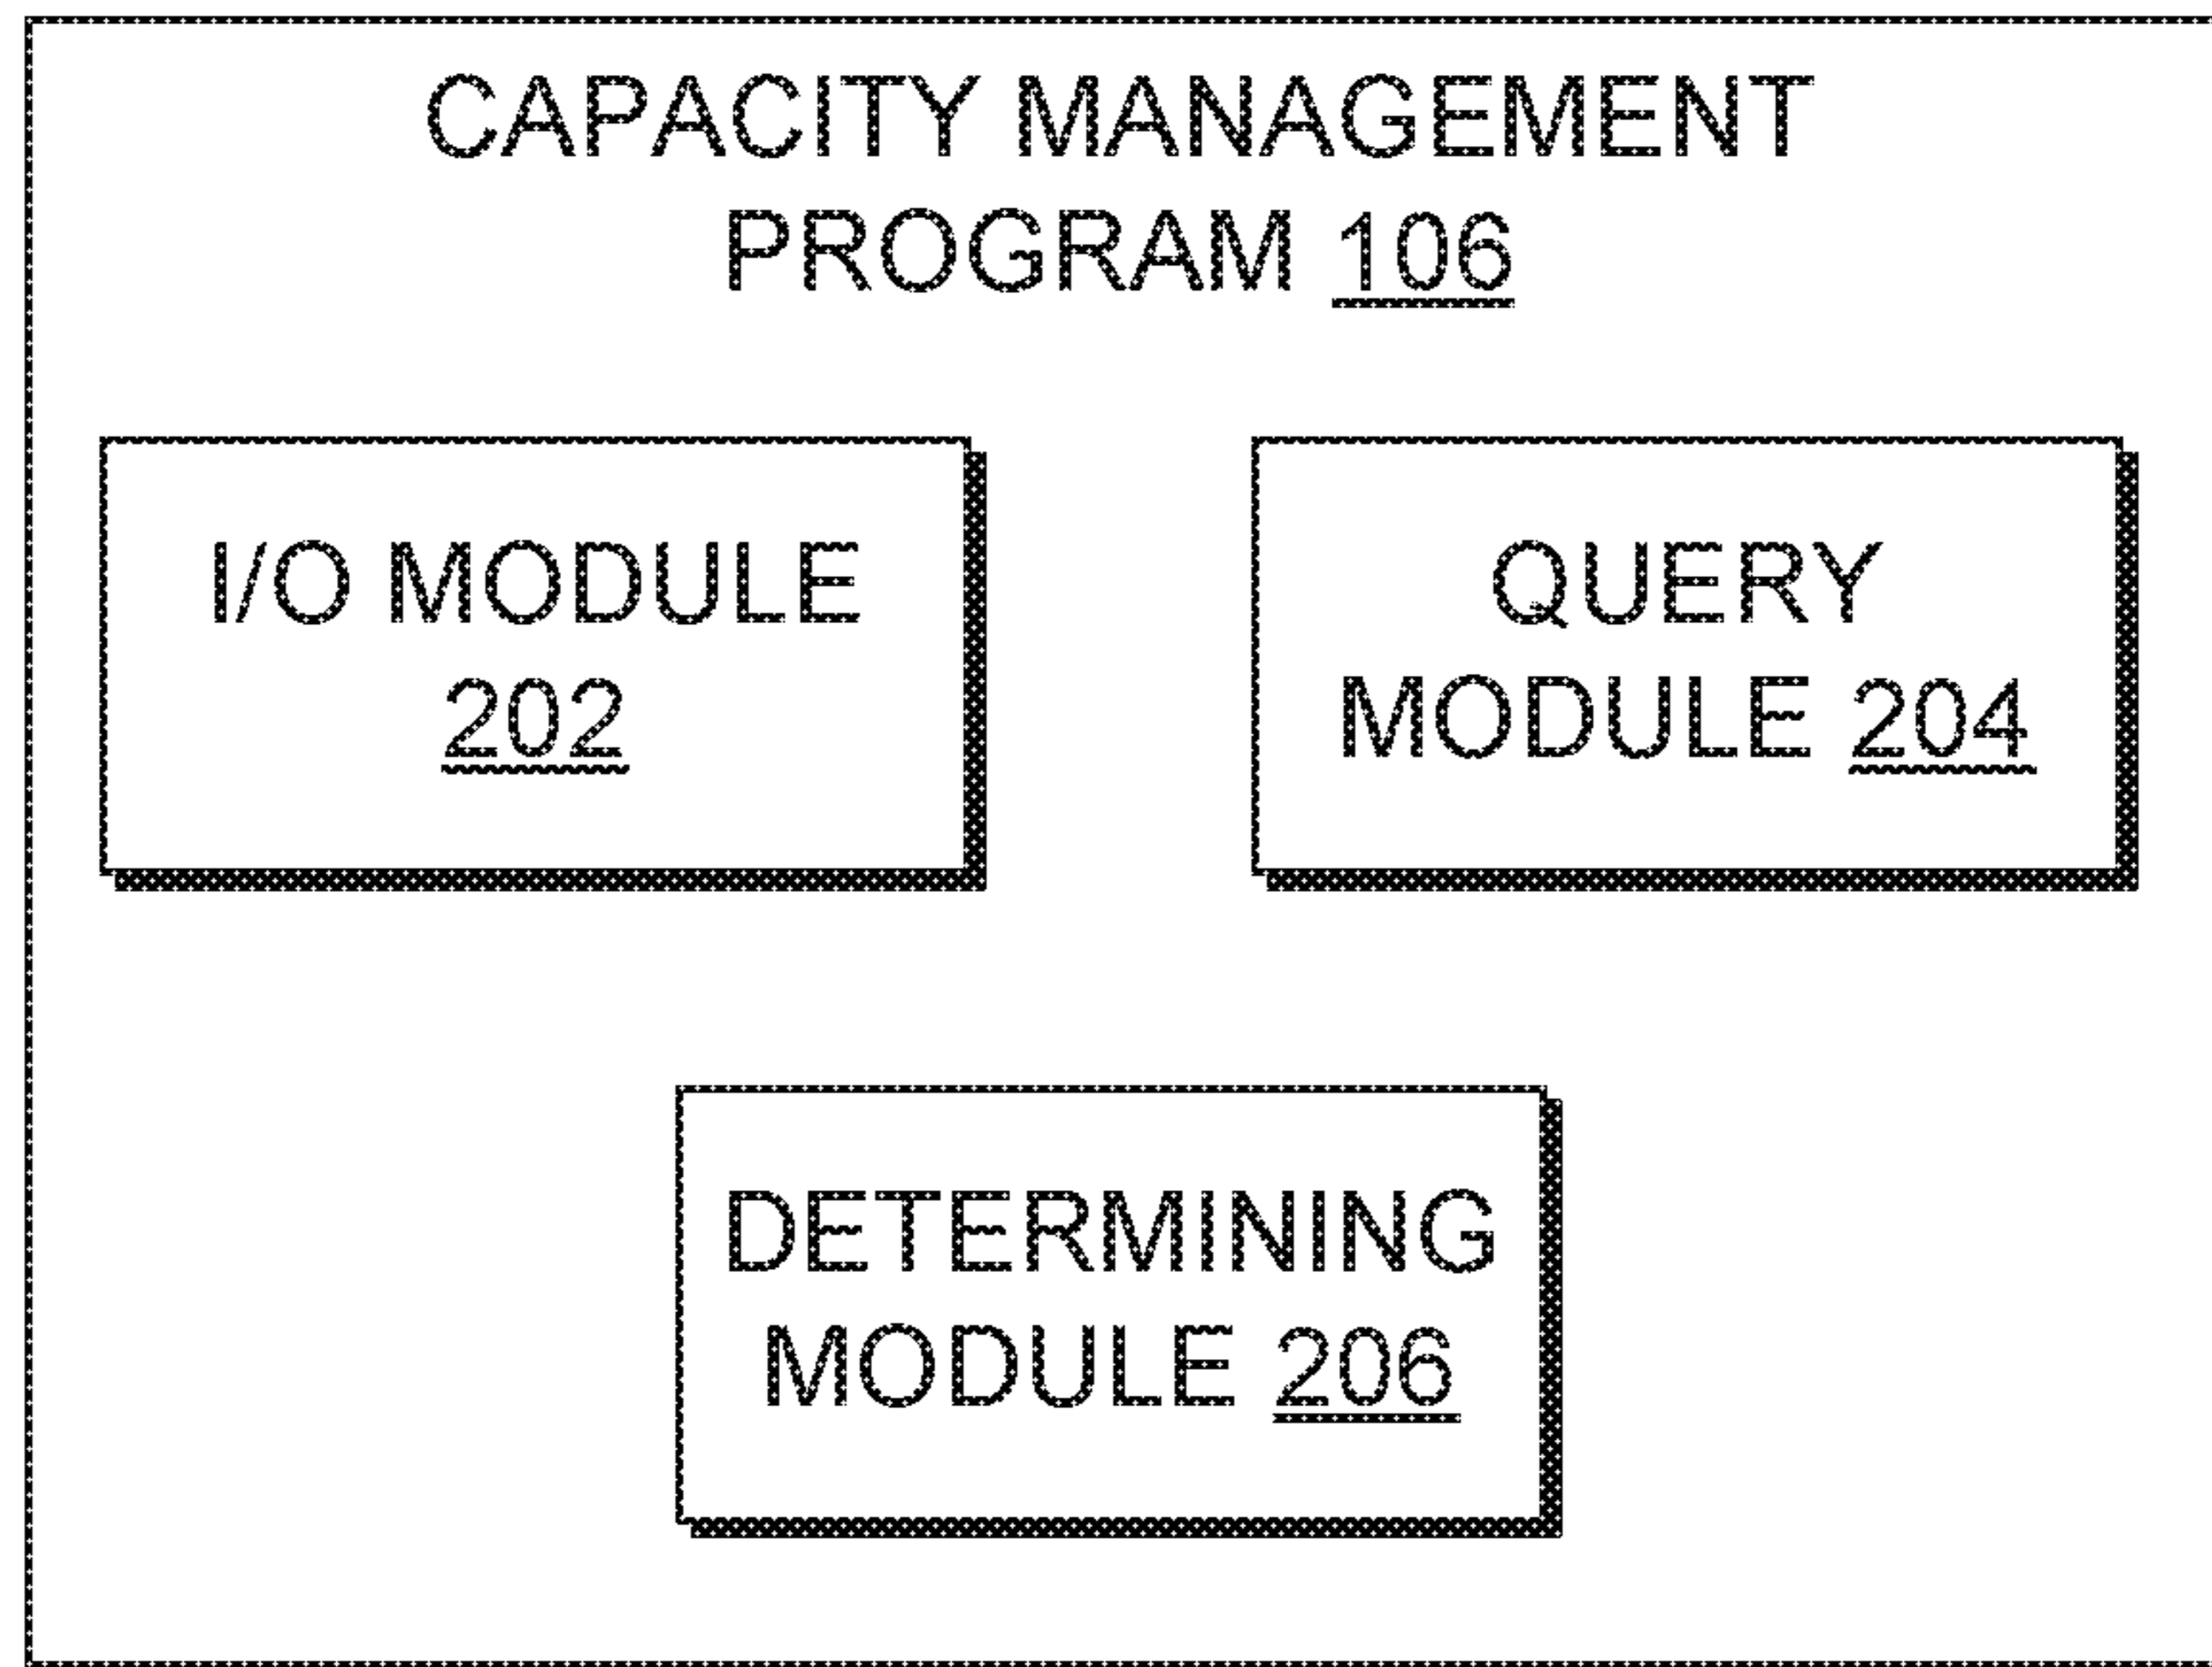 CAPACITY MANAGEMENT
PROGRAM 106
I/O MODULE
202
QUERY
MODULE 204
DETERMINING
MODULE 206